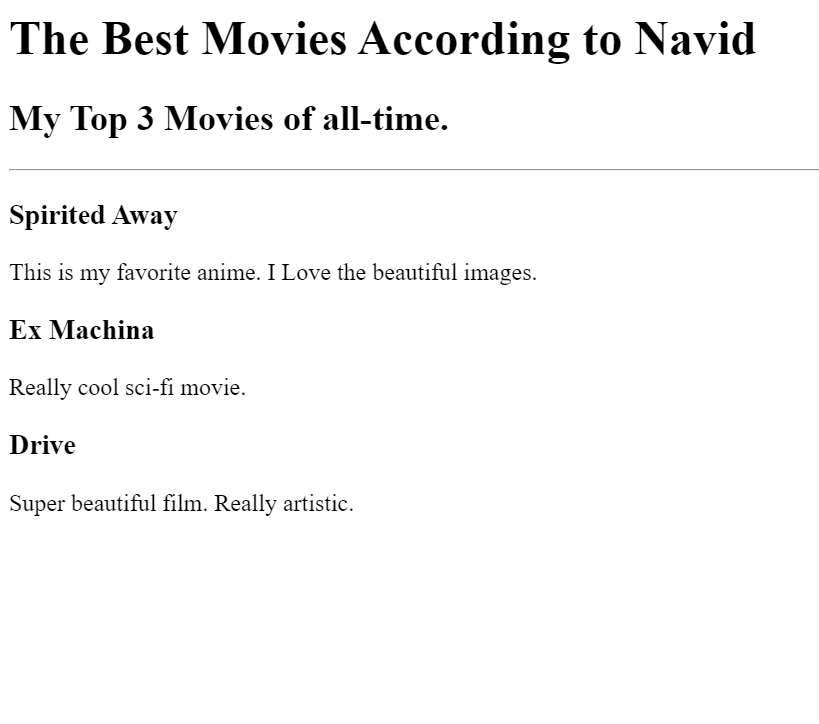 The Best Movies According to Navid
My Top 3 Movies of all-time.
Spirited Away
This is my favorite anime. I Love the beautiful images.
Ex Machina
Really cool sci-fi movie.
Drive
Super beautiful film. Really artistic.